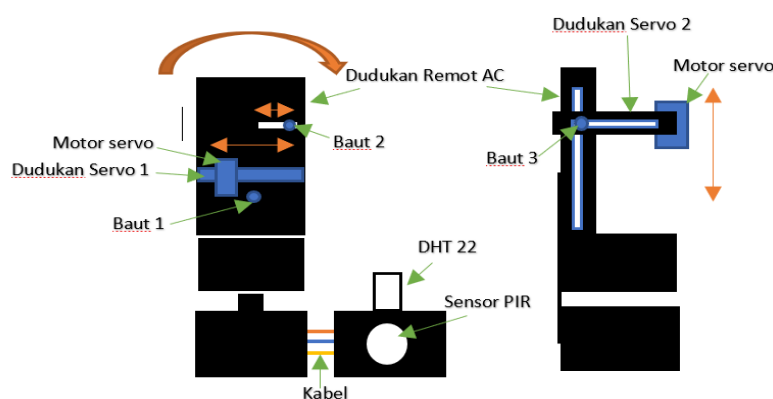 Dudukan Servo 2
Dudukan Remot AC
Motor servo
Motor servo
Baut 2
Dudukan Servo 1
Baut 3
Baut 1
DHT 22
Sensor PIR
Kabel